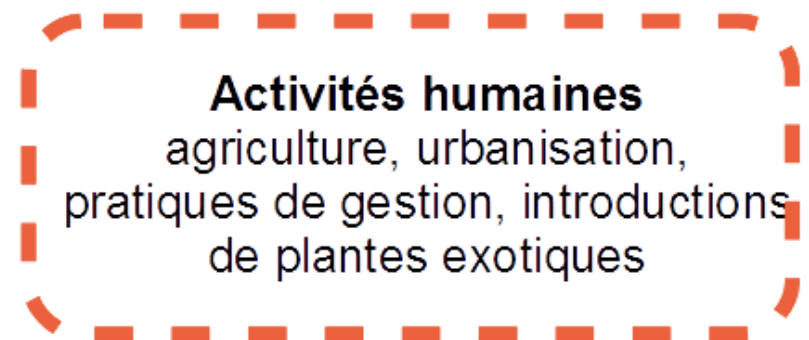 Activités humaines
agriculture, urbanisation,
pratiques de gestion, introductions
de plantes exotiques